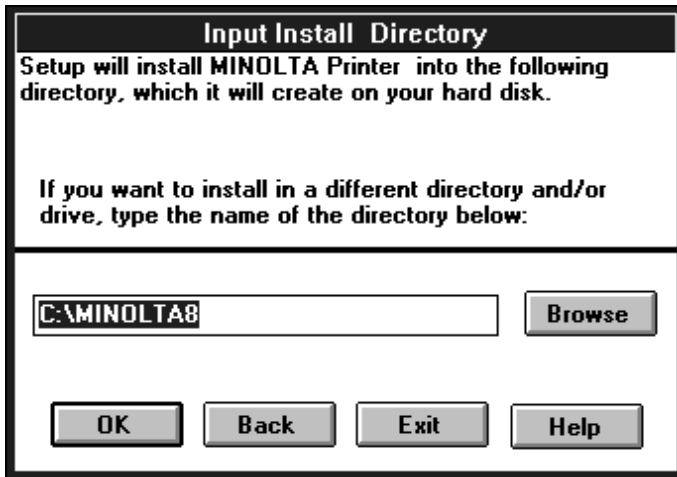 Input Install Directory
Setup will install MINOLTA Printer into the following
directory, which it will create on your hard disk.
If you want to install in a different directory and/or
drive, type the name of the directory below:
C:\MINOLTA8
Browse
OK
Back
Exit
Help